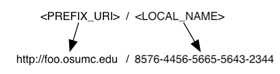 <PREFIX_URI> / <LOCAL_NAME>
http://foo.osumc.edu / 8576-4456-5665-5643-2344